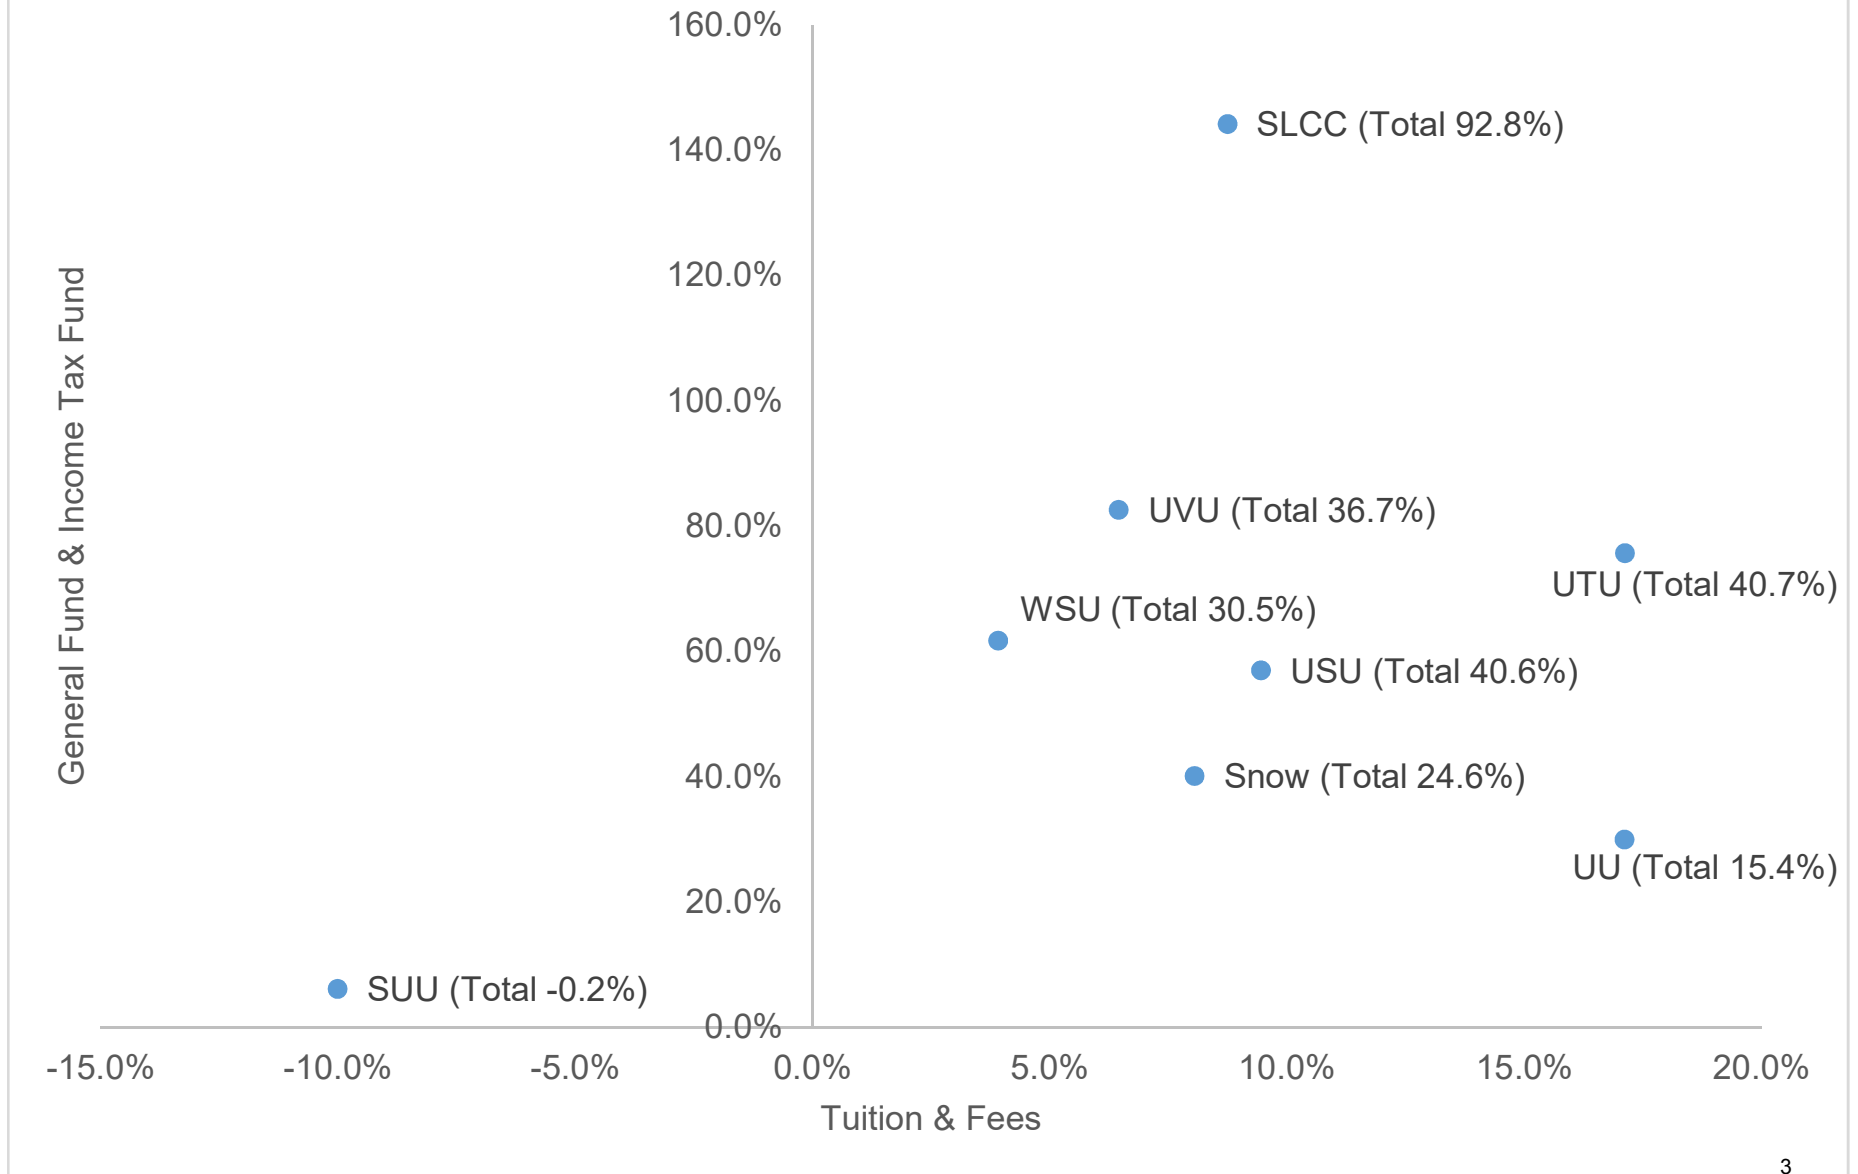 160.0%
SLCC (Total 92.8%)
140.0%
120.0%
100.0%
General Fund & Income Tax Fund
UVU (Total 36.7%)
80.0%
UTU (Total 40.7%)
WSU (Total 30.5%)
60.0%
USU (Total 40.6%)
40.0%
Snow (Total 24.6%)
UU (Total 15.4%)
20.0%
SUU (Total -0.2%)
0.0%
-15.0% -10.0% -5.0% 0.0% 5.0% 10.0% 15.0% 20.0%
Tuition & Fees
3